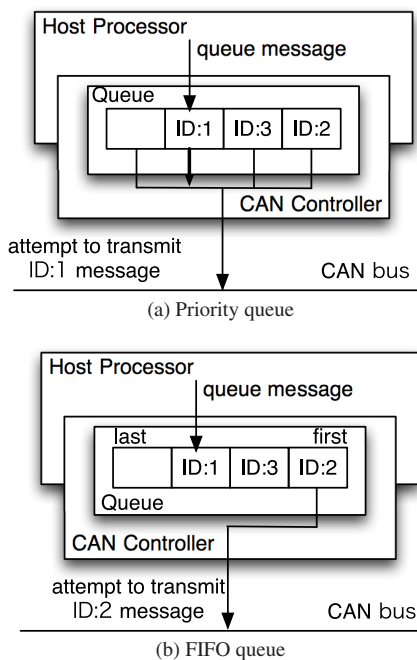 Host Processor
queue message
Queue
ID:1 ID:3 ID:2
CAN Controller
attempt to transmit
ID:1 message
CAN bus
(a) Priority queue
Host Processor
queue message
last first
ID:1 ID:3 ID:2
Queue
CAN Controller
attempt to transmit
ID:2 message
CAN bus
(b) FIFO queue